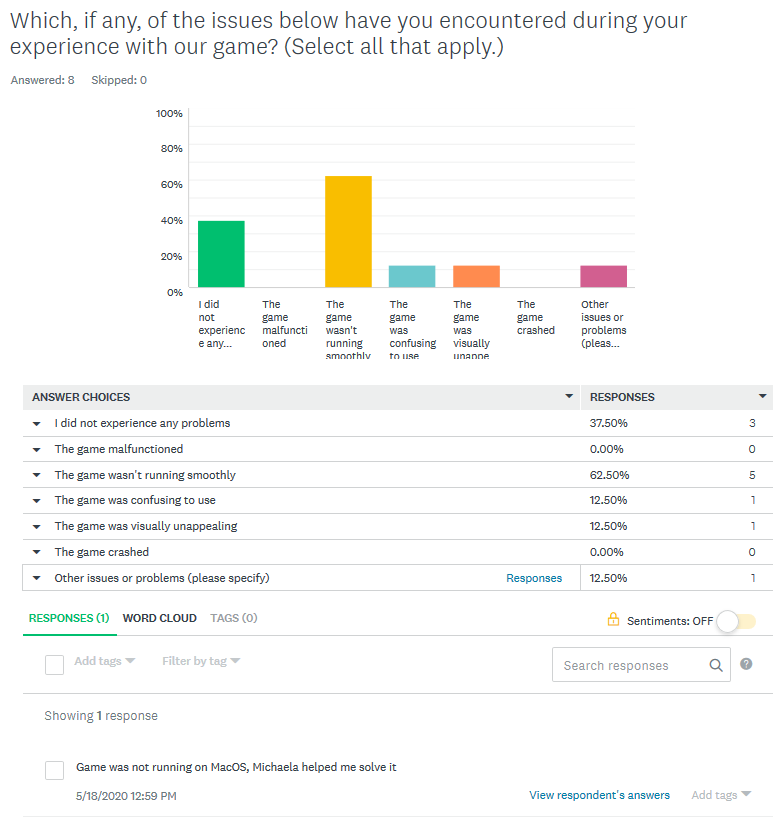 Which, if any, of the issues below have you encountered during your
experience with our game? (Select all that apply.)
Answered: 8 Skipped: 0
100%
80%
60%
40%
20%
0%
I did
not
experienc
e any...
The
game
malfuncti
oned
The
game
wasn't
running
smoothly
The
game
was
confusing
to use
The
game
was
visually
unappe
The
game
crashed
Other
issues or
problems
(pleas...
ANSWER CHOICES RESPONSES
I did not experience any problems 37.50% 3
The game malfunctioned 0.00% 0
The game wasn't running smoothly 62.50% 5
The game was confusing to use 12.50% 1
The game was visually unappealing 12.50% 1
The game crashed 0.00% 0
Other issues or problems (please specify) Responses 12.50% 1
RESPONSES (1) WORD CLOUD TAGS (0) Sentiments: OFF
Add tags Filter by tag Search responses ?
Showing 1 response
Game was not running on MacOS, Michaela helped me solve it
5/18/2020 12:59 PM View respondent's answers Add tags